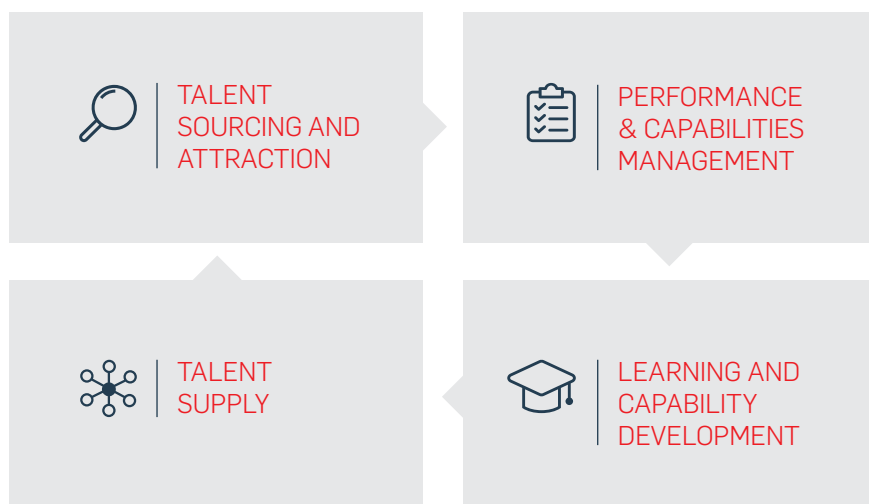 TALENT
SOURCING AND
ATTRACTION
PERFORMANCE
& CAPABILITIES
MANAGEMENT
TALENT
SUPPLY
LEARNING AND
CAPABILITY
DEVELOPMENT